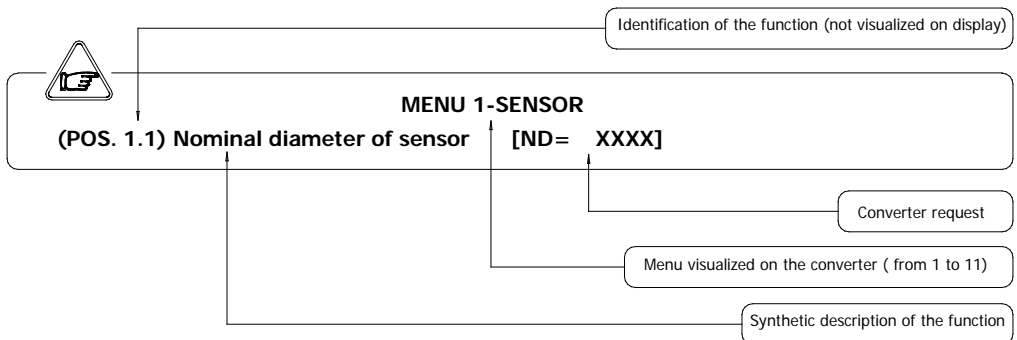 Identification of the function (not visualized on display)
MENU 1-SENSOR
(POS. 1.1) Nominal diameter of sensor [ND= XXXX]
Converter request
Menu visualized on the converter ( from 1 to 11)
Synthetic description of the function